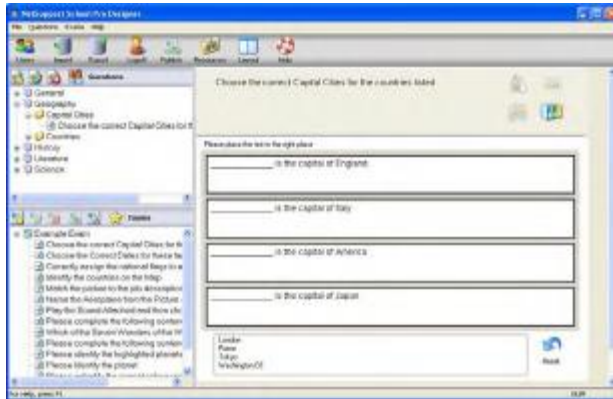 NetSupport School Pro Designer
File Questions Exams Help
Users Import Export Logoff Publish Resources Layout Help
Questions
General
Geography
Capital Cities
Choose the correct Capital Cities for t
Countries
History
Literature
Science
Choose the correct Capital Cities for the countries listed
Please place the text in the right place
____________ is the capital of England
____________ is the capital of Italy
____________ is the capital of America
____________ is the capital of Japan
London
Rome
Tokyo
Washington DC
Reset
Exams
Example Exam
Choose the correct Capital Cities for th
Choose the Correct Dates for these fa
Correctly assign the national flags to a
Identify the countries on the Map
Match the picture to the job description
Name the Aeroplane from the Picture
Play the Sound Attached and then cho
Please complete the following senten
Which of the Seven Wonders of the W
Please complete the following senten
Please identify the highlighted planets
Please identify the planet
For Help, press F1
NUM